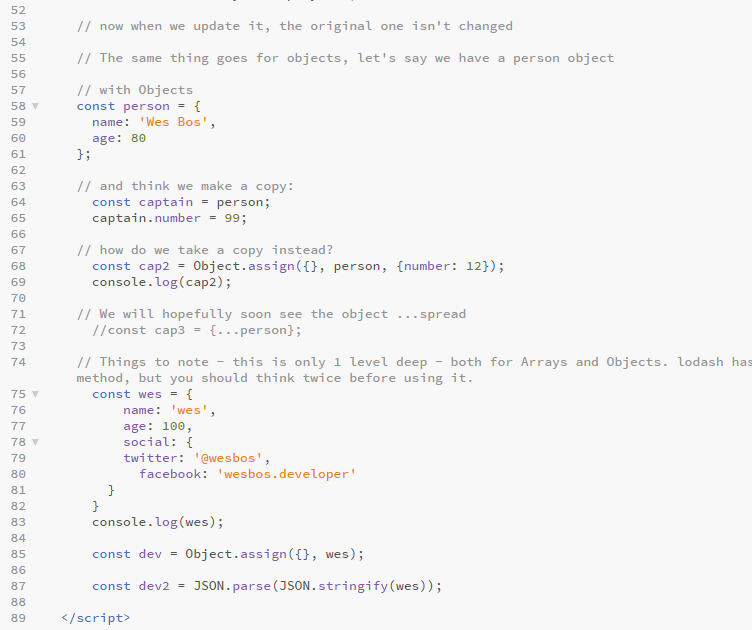 52
53 // now when we update it, the original one isn't changed
54
55 // The same thing goes for objects, let's say we have a person object
56
57 // with Objects
58 const person = {
59 name: 'Wes Bos',
60 age: 80
61 };
62
63 // and think we make a copy:
64 const captain = person;
65 captain.number = 99;
66
67 // how do we take a copy instead?
68 const cap2 = Object.assign({}, person, {number: 12});
69 console.log(cap2);
70
71 // We will hopefully soon see the object ...spread
72 //const cap3 = {...person};
73
74 // Things to note - this is only 1 level deep - both for Arrays and Objects. lodash has
method, but you should think twice before using it.
75 const wes = {
76 name: 'wes',
77 age: 100,
78 social: {
79 twitter: '@wesbos',
80 facebook: 'wesbos.developer'
81 }
82 }
83 console.log(wes);
84
85 const dev = Object.assign({}, wes);
86
87 const dev2 = JSON.parse(JSON.stringify(wes));
88
89 </script>